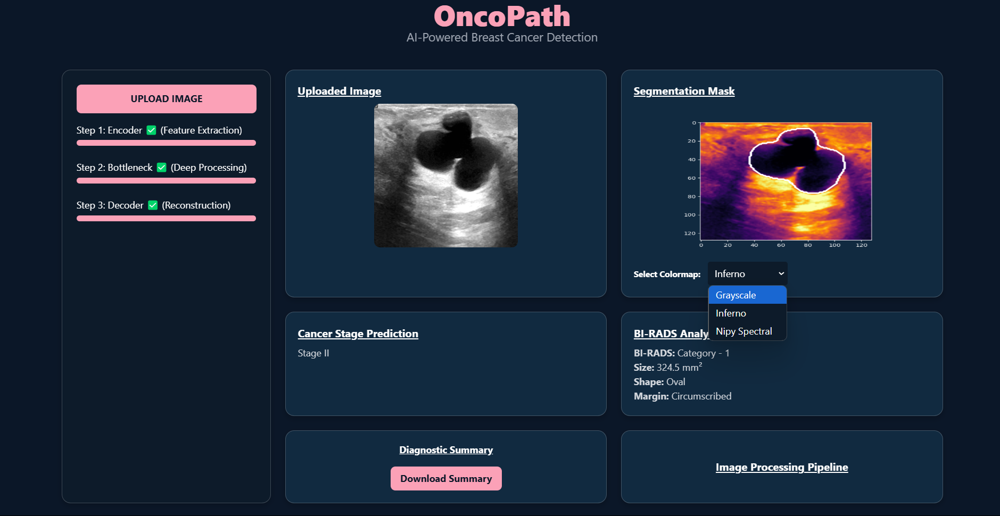 OncoPath
AI-Powered Breast Cancer Detection
UPLOAD IMAGE
Step 1: Encoder ✅ (Feature Extraction)
Step 2: Bottleneck ✅ (Deep Processing)
Step 3: Decoder ✅ (Reconstruction)
Uploaded Image
Segmentation Mask
0
20
40
60
80
100
120
0 20 40 60 80 100 120
Select Colormap: Inferno
Grayscale
Inferno
Nipy Spectral
Cancer Stage Prediction
Stage II
BI-RADS Analy
BI-RADS: Category - 1
Size: 324.5 mm²
Shape: Oval
Margin: Circumscribed
Diagnostic Summary
Download Summary
Image Processing Pipeline